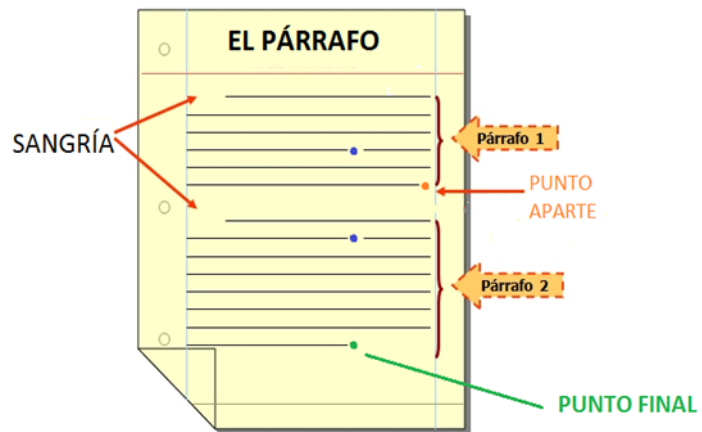 EL PÁRRAFO
SANGRÍA
Párrafo 1
PUNTO
APARTE
Párrafo 2
PUNTO FINAL